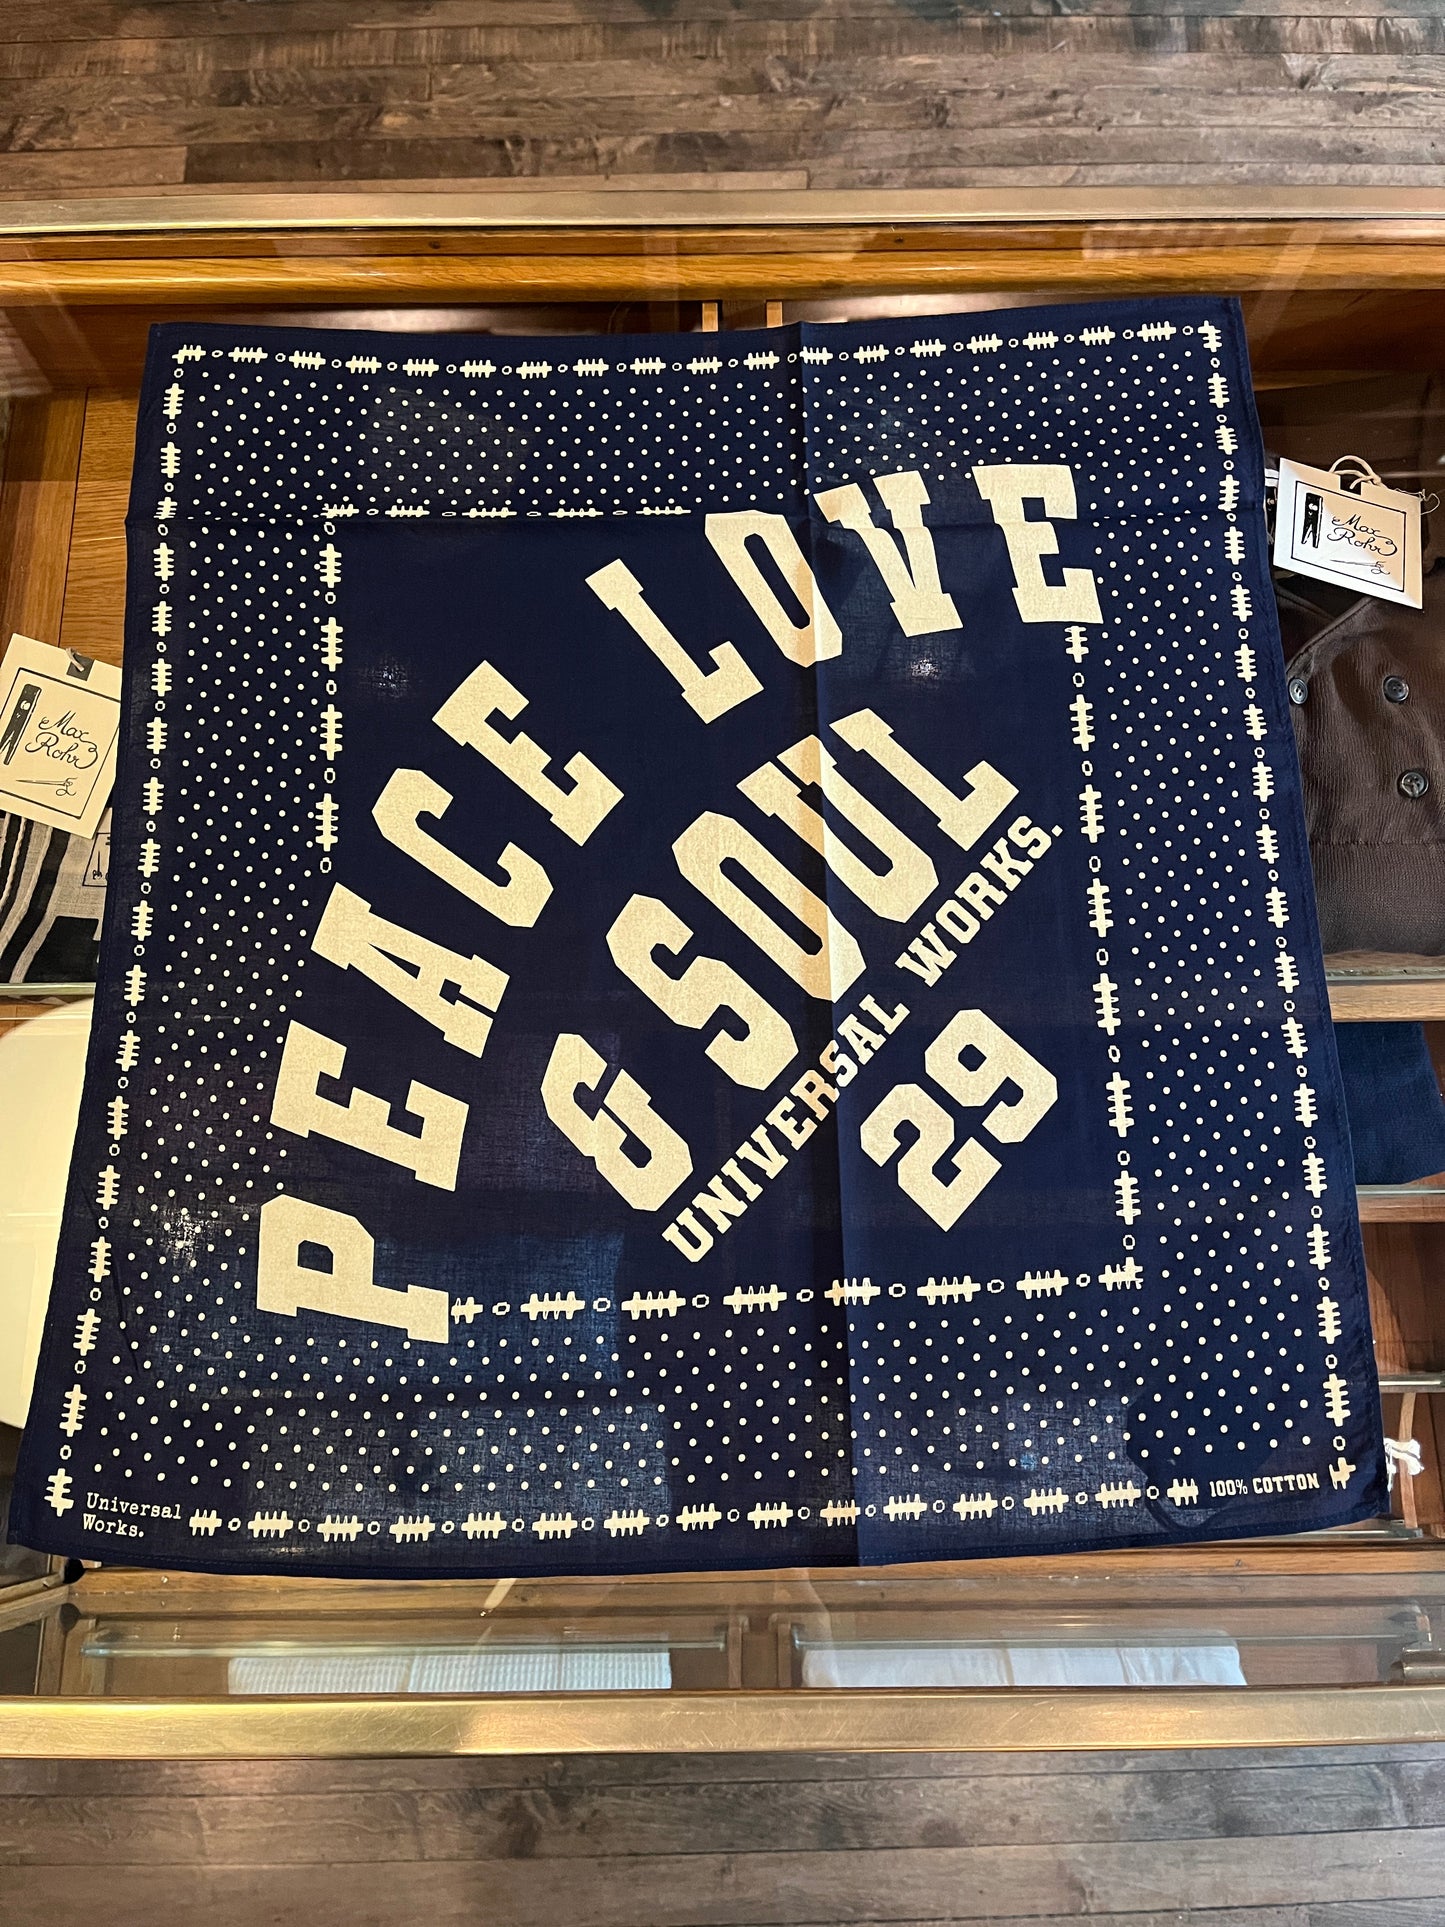 PEACE LOVE
& SOUL
UNIVERSAL WORKS.
29
Universal
Works.
100% COTTON
Max
Rohr
Max
Rohr